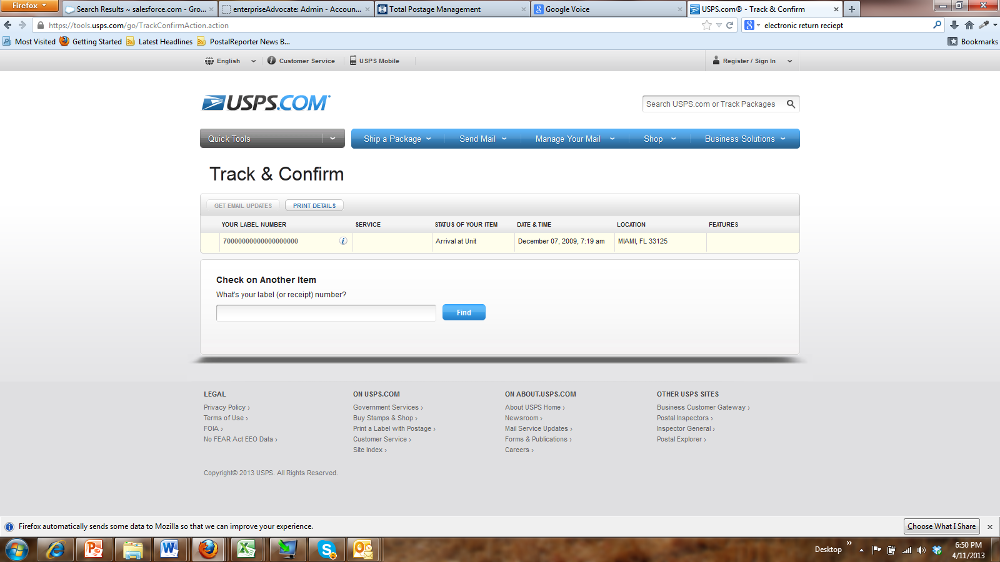 Firefox
Search Results ~ salesforce.com - Gro...
enterpriseAdvocate: Admin - Accoun...
Total Postage Management
Google Voice
USPS.com® - Track & Confirm
https://tools.usps.com/go/TrackConfirmAction.action
electronic return reciept
Most Visited
Getting Started
Latest Headlines
PostalReporter News B...
Bookmarks
English
Customer Service
USPS Mobile
Register / Sign In
USPS.COM®
Search USPS.com or Track Packages
Quick Tools
Ship a Package
Send Mail
Manage Your Mail
Shop
Business Solutions
Track & Confirm
GET EMAIL UPDATES
PRINT DETAILS
YOUR LABEL NUMBER
SERVICE
STATUS OF YOUR ITEM
DATE & TIME
LOCATION
FEATURES
70000000000000000000
Arrival at Unit
December 07, 2009, 7:19 am
MIAMI, FL 33125
Check on Another Item
What's your label (or receipt) number?
Find
LEGAL
Privacy Policy ›
Terms of Use ›
FOIA ›
No FEAR Act EEO Data ›
ON USPS.COM
Government Services ›
Buy Stamps & Shop ›
Print a Label with Postage ›
Customer Service ›
Site Index ›
ON ABOUT.USPS.COM
About USPS Home ›
Newsroom ›
Mail Service Updates ›
Forms & Publications ›
Careers ›
OTHER USPS SITES
Business Customer Gateway ›
Postal Inspectors ›
Inspector General ›
Postal Explorer ›
Copyright© 2013 USPS. All Rights Reserved.
Firefox automatically sends some data to Mozilla so that we can improve your experience.
Choose What I Share
Desktop
6:50 PM
4/11/2013